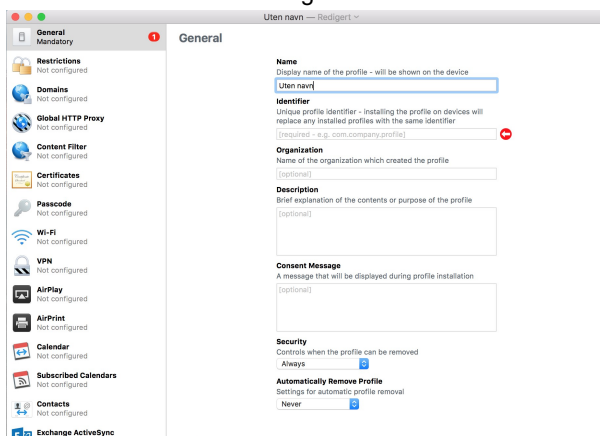 Uten navn — Redigert
General
Mandatory
1
Restrictions
Not configured
Domains
Not configured
Global HTTP Proxy
Not configured
Content Filter
Not configured
Certificates
Not configured
Passcode
Not configured
Wi-Fi
Not configured
VPN
Not configured
AirPlay
Not configured
AirPrint
Not configured
Calendar
Not configured
Subscribed Calendars
Not configured
Contacts
Not configured
Exchange ActiveSync
General
Name
Display name of the profile - will be shown on the device
Uten navn
Identifier
Unique profile identifier - installing the profile on devices will
replace any installed profiles with the same identifier
[required - e.g. com.company.profile]
Organization
Name of the organization which created the profile
[optional]
Description
Brief explanation of the contents or purpose of the profile
[optional]
Consent Message
A message that will be displayed during profile installation
[optional]
Security
Controls when the profile can be removed
Always
Automatically Remove Profile
Settings for automatic profile removal
Never